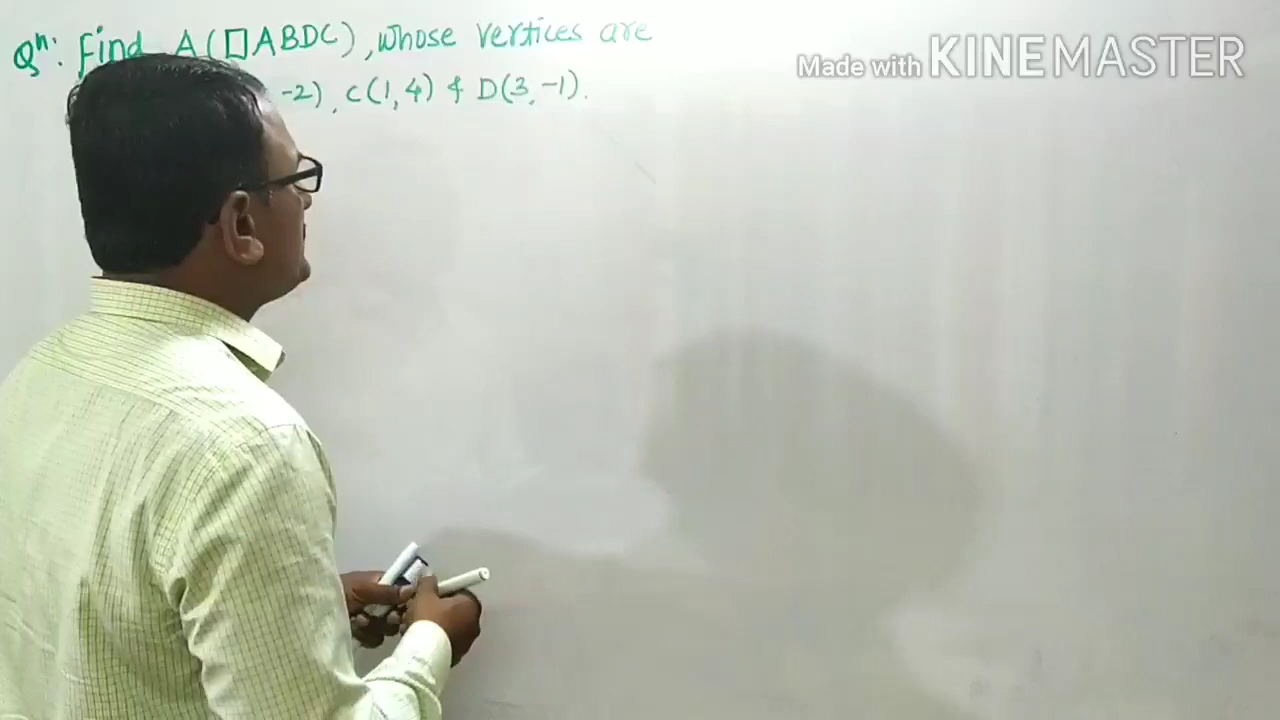 Qⁿ: Find A(□ABDC), whose vertices are
-2), C(1, 4) & D(3, -1).
Made with KINEMASTER